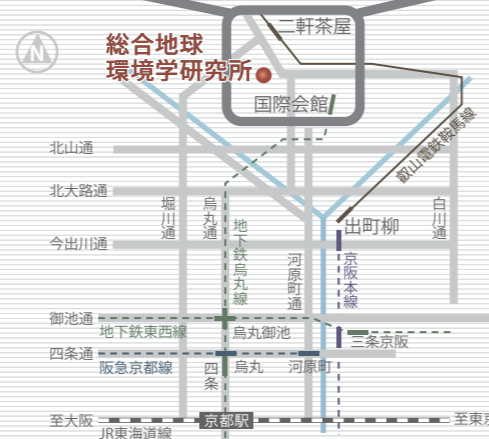 二軒茶屋
総合地球
環境学研究所
N
国際会館
叡山電鉄鞍馬線
北山通
北大路通
堀川通
烏丸通
白川通
出町柳
地下鉄烏丸線
今出川通
河原町通
京阪本線
御池通
地下鉄東西線
烏丸御池
三条京阪
四条通
阪急京都線
四条
烏丸
河原町
至大阪
京都駅
至東京
JR東海道線